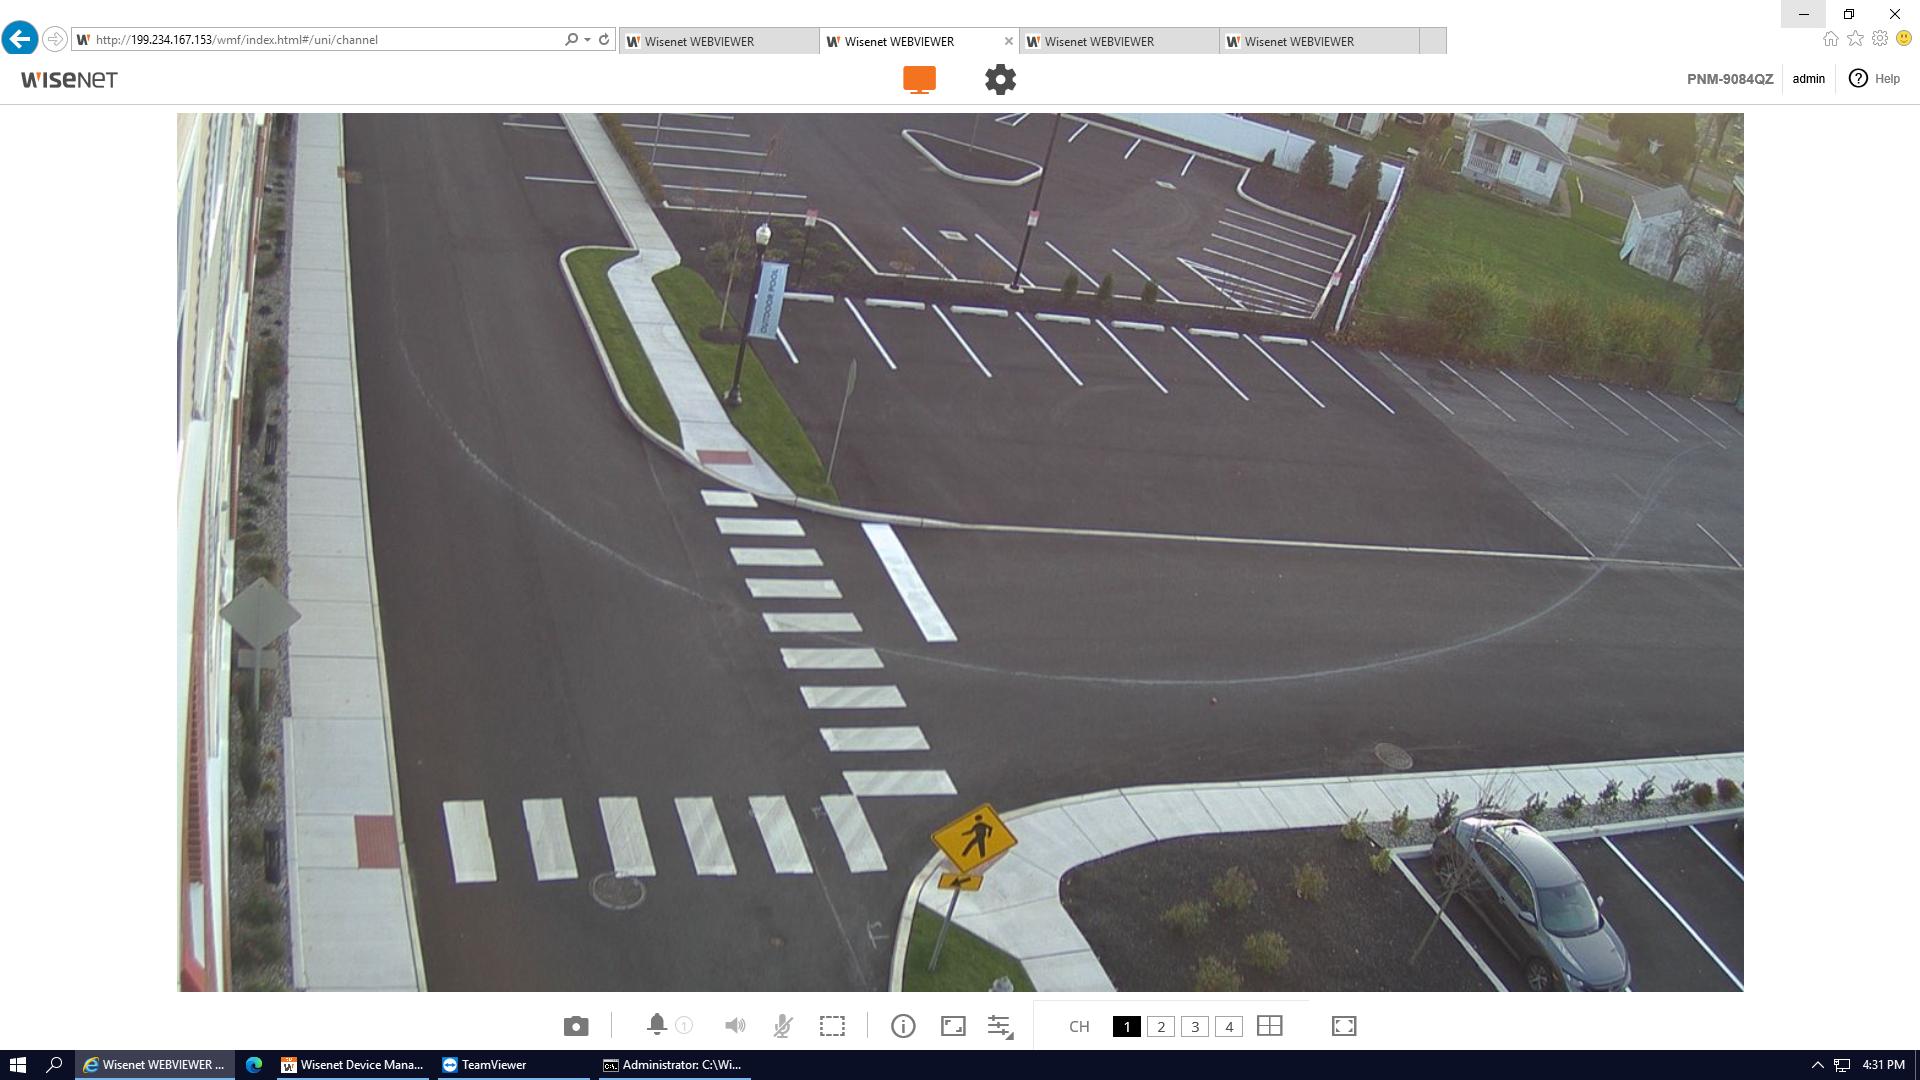 http://199.234.167.153/wmf/index.html#/uni/channel
W Wisenet WEBVIEWER
W Wisenet WEBVIEWER
W Wisenet WEBVIEWER
W Wisenet WEBVIEWER
WISENET
PNM-9084QZ
admin
? Help
OUTDOOR POOL
1
CH
1
2
3
4
Wisenet WEBVIEWER ...
Wisenet Device Mana...
TeamViewer
Administrator: C:\Wi...
4:31 PM